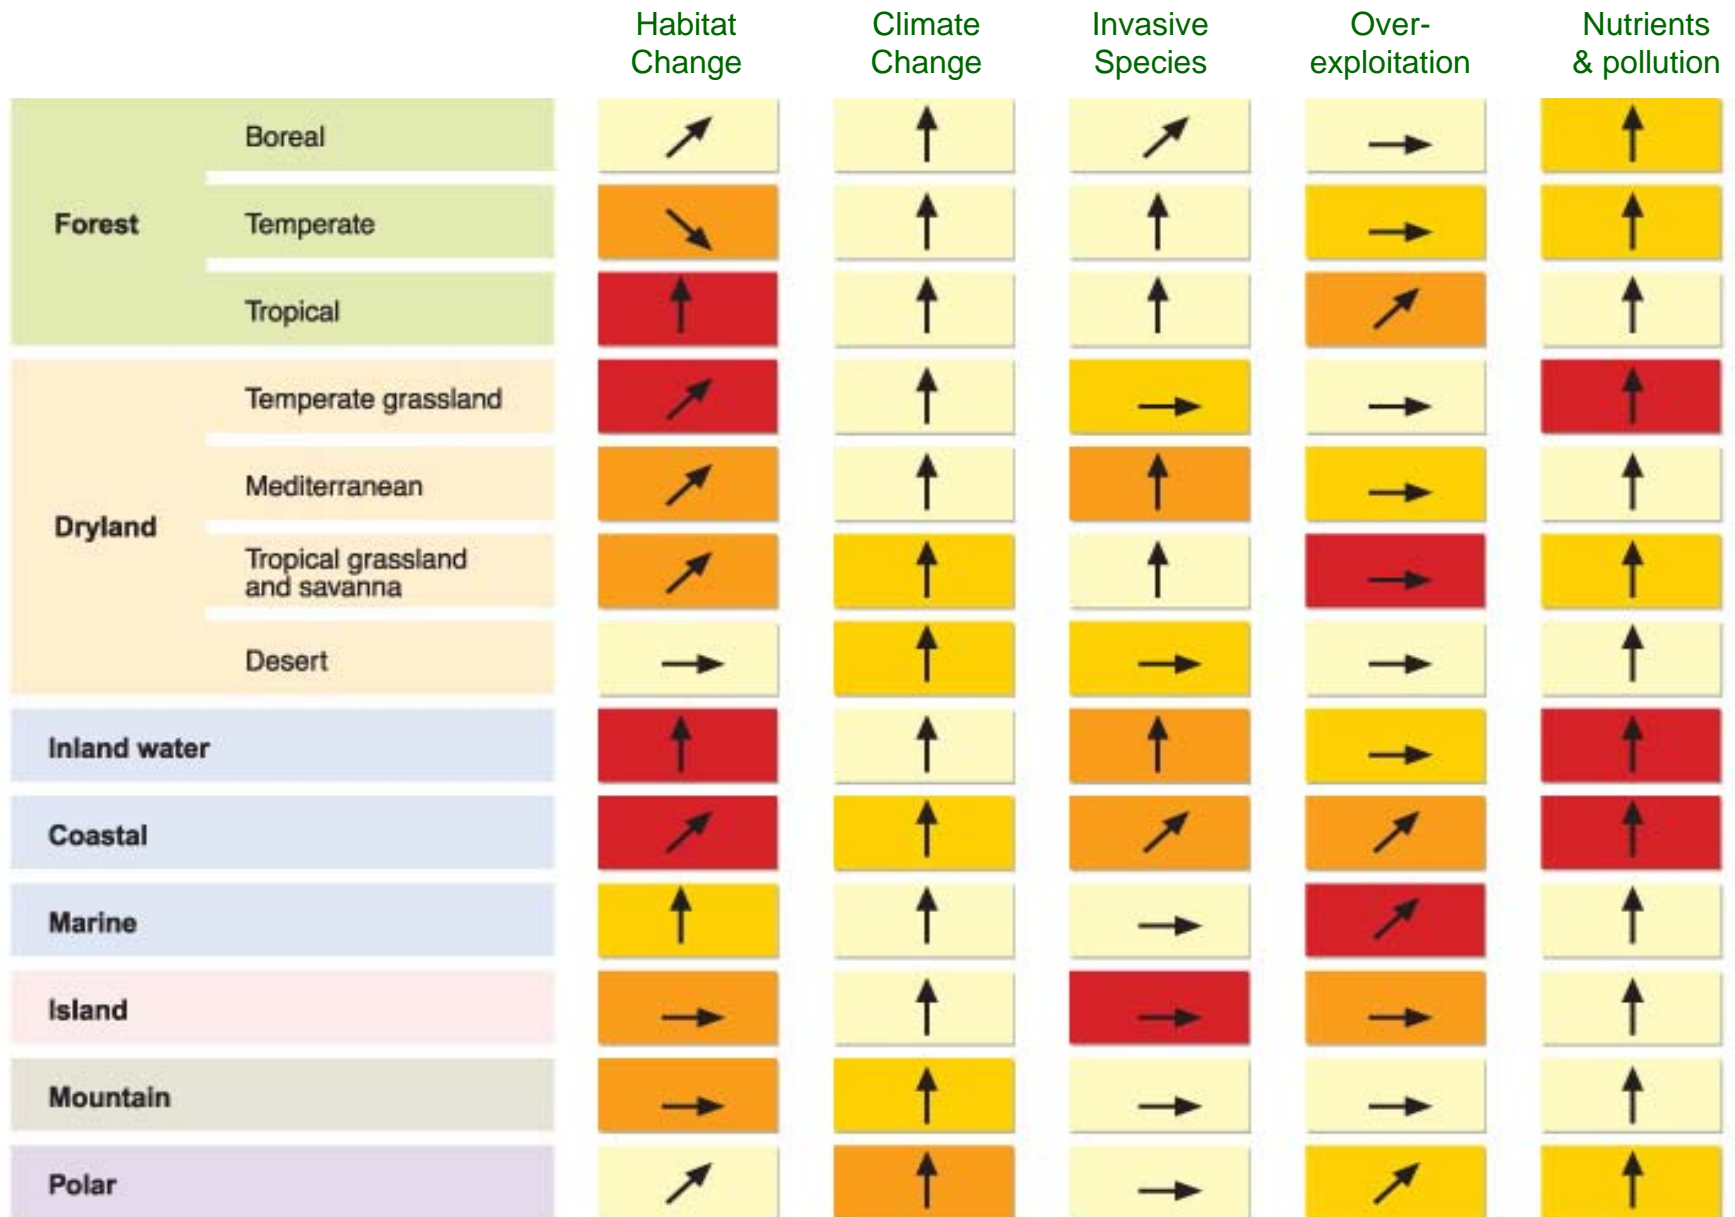 Habitat
Change
Climate
Change
Invasive
Species
Over-
exploitation
Nutrients
& pollution
Forest
Boreal
Temperate
Tropical
Dryland
Temperate grassland
Mediterranean
Tropical grassland
and savanna
Desert
Inland water
Coastal
Marine
Island
Mountain
Polar